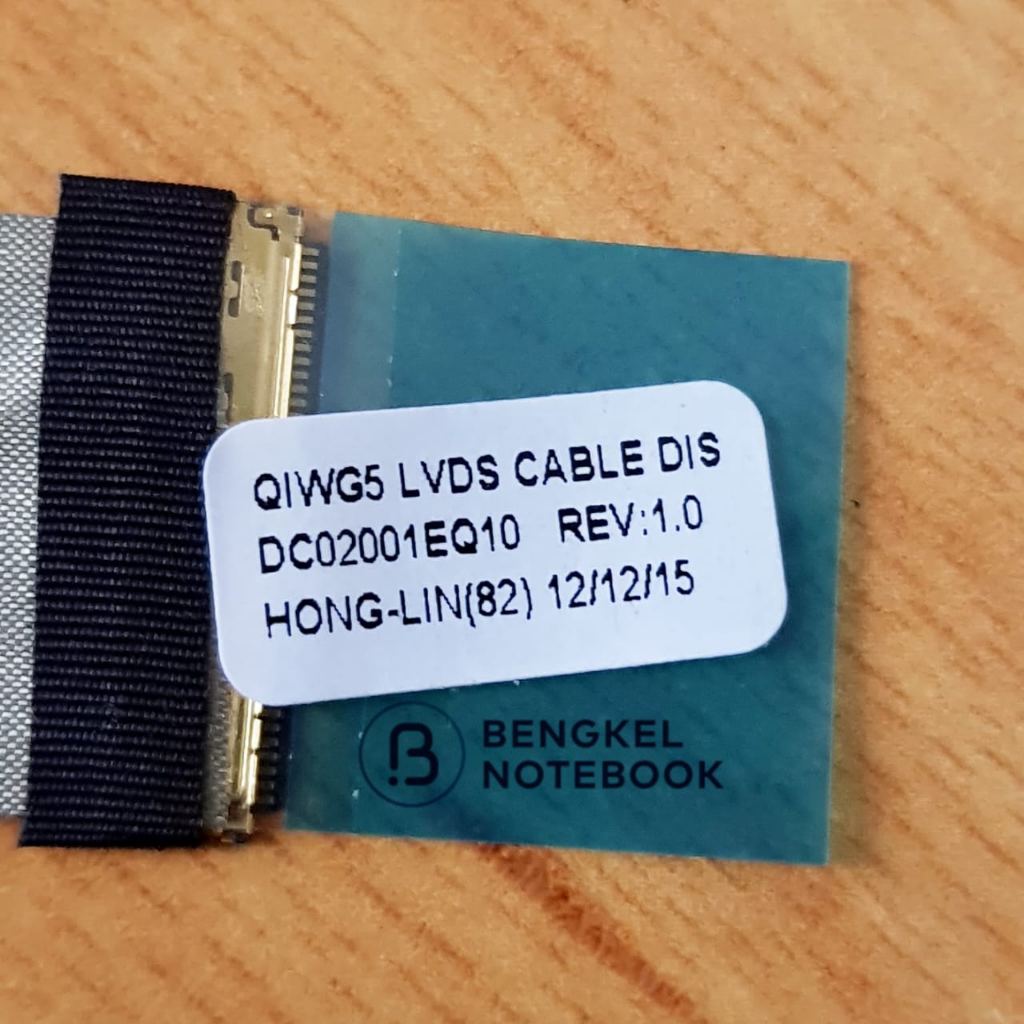 QIWG5 LVDS CABLE DIS
DC02001EQ10 REV:1.0
HONG-LIN(82) 12/12/15
BENGKEL
NOTEBOOK